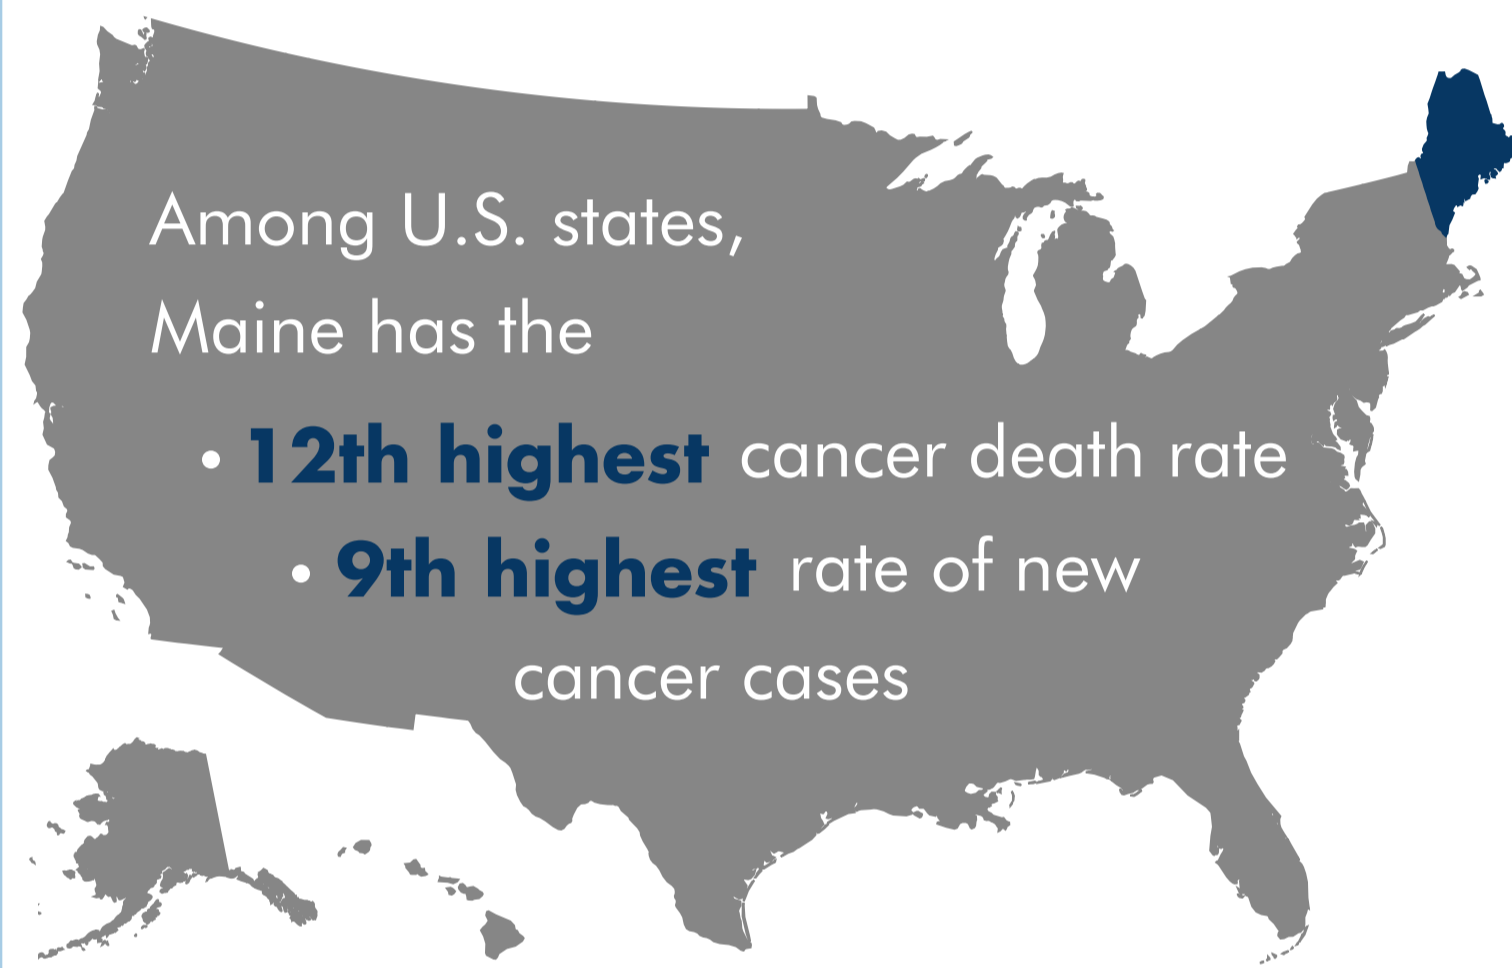 Among U.S. states,
Maine has the
• 12th highest cancer death rate
• 9th highest rate of new
cancer cases